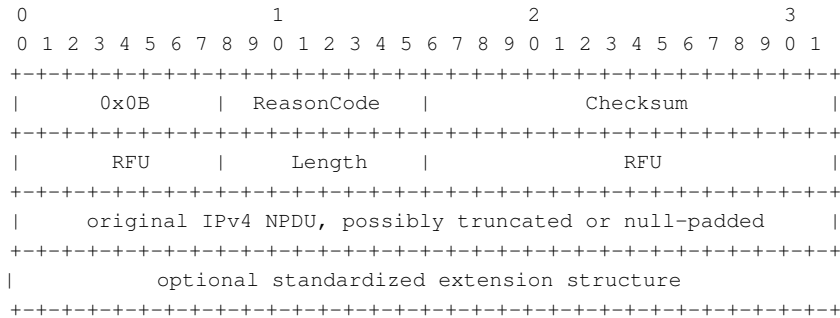 0                   1                   2                   3
0 1 2 3 4 5 6 7 8 9 0 1 2 3 4 5 6 7 8 9 0 1 2 3 4 5 6 7 8 9 0 1
+-+-+-+-+-+-+-+-+-+-+-+-+-+-+-+-+-+-+-+-+-+-+-+-+-+-+-+-+-+-+-+-+
|      0x0B     |  ReasonCode   |            Checksum           |
+-+-+-+-+-+-+-+-+-+-+-+-+-+-+-+-+-+-+-+-+-+-+-+-+-+-+-+-+-+-+-+-+
|      RFU      |     Length    |               RFU             |
+-+-+-+-+-+-+-+-+-+-+-+-+-+-+-+-+-+-+-+-+-+-+-+-+-+-+-+-+-+-+-+-+
|     original IPv4 NPDU, possibly truncated or null-padded     |
+-+-+-+-+-+-+-+-+-+-+-+-+-+-+-+-+-+-+-+-+-+-+-+-+-+-+-+-+-+-+-+-+
|           optional standardized extension structure
+-+-+-+-+-+-+-+-+-+-+-+-+-+-+-+-+-+-+-+-+-+-+-+-+-+-+-+-+-+-+-+-+